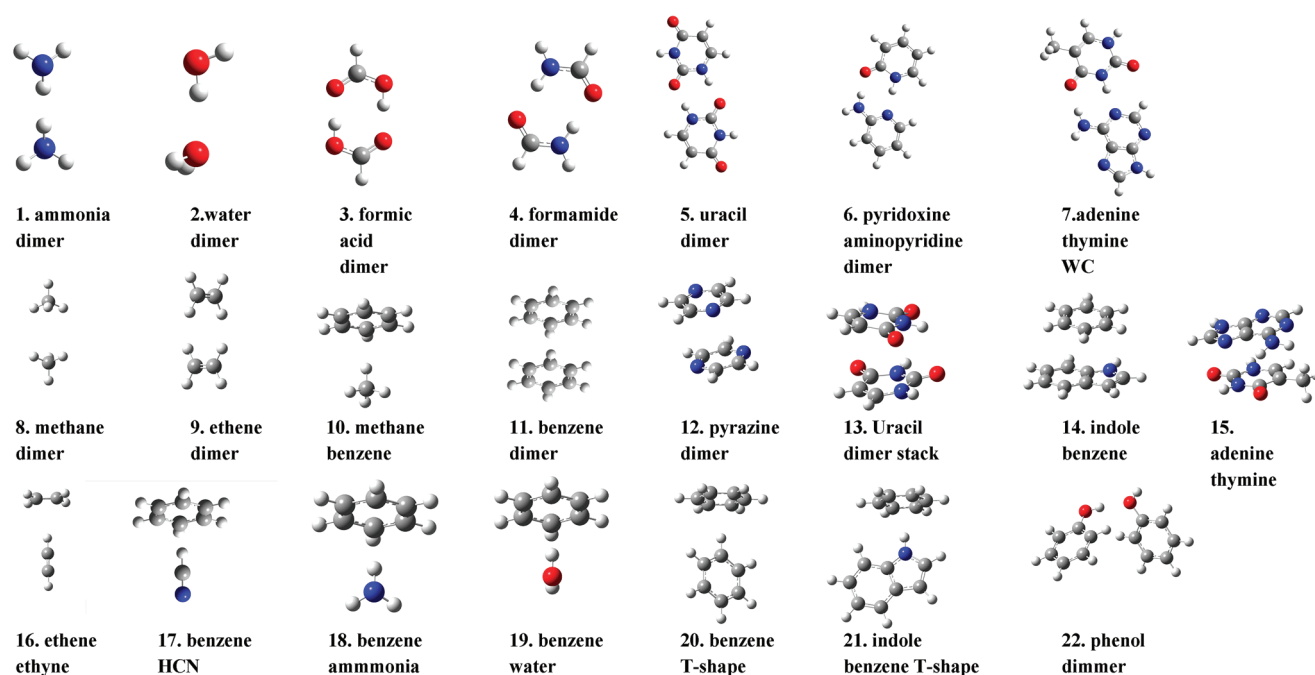 1. ammonia
dimer
2.water
dimer
3. formic
acid
dimer
4. formamide
dimer
5. uracil
dimer
6. pyridoxine
aminopyridine
dimer
7.adenine
thymine
WC
8. methane
dimer
9. ethene
dimer
10. methane
benzene
11. benzene
dimer
12. pyrazine
dimer
13. Uracil
dimer stack
14. indole
benzene
15.
adenine
thymine
16. ethene
ethyne
17. benzene
HCN
18. benzene
ammmonia
19. benzene
water
20. benzene
T-shape
21. indole
benzene T-shape
22. phenol
dimmer